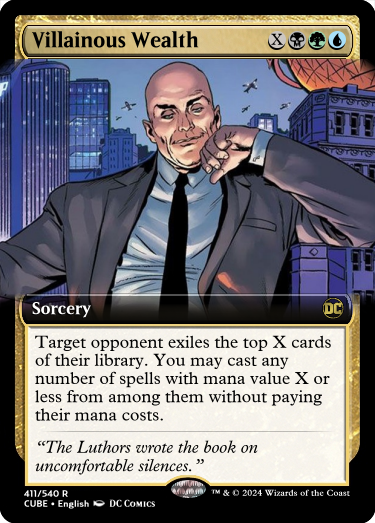 Villainous Wealth X
Sorcery DC
Target opponent exiles the top X cards
of their library. You may cast any
number of spells with mana value X or
less from among them without paying
their mana costs.
“The Luthors wrote the book on
uncomfortable silences.”
411/540 R
CUBE • English DC COMICS
™ & © 2024 Wizards of the Coast